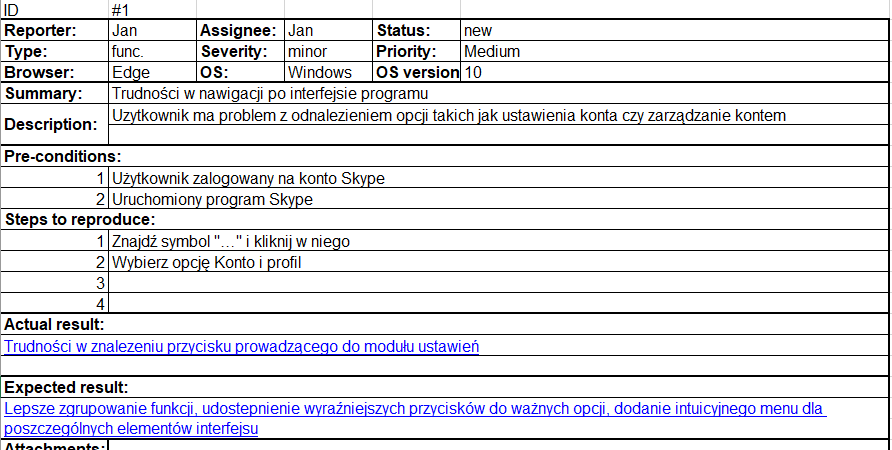 ID #1
Reporter: Jan Assignee: Jan Status: new
Type: func. Severity: minor Priority: Medium
Browser: Edge OS: Windows OS version 10
Summary: Trudności w nawigacji po interfejsie programu
Description: Uzytkownik ma problem z odnalezieniem opcji takich jak ustawienia konta czy zarządzanie kontem
Pre-conditions:
1 Użytkownik zalogowany na konto Skype
2 Uruchomiony program Skype
Steps to reproduce:
1 Znajdź symbol "..." i kliknij w niego
2 Wybierz opcję Konto i profil
3
4
Actual result:
Trudności w znalezeniu przycisku prowadzącego do modułu ustawień
Expected result:
Lepsze zgrupowanie funkcji, udostepnienie wyraźniejszych przycisków do ważnych opcji, dodanie intuicyjnego menu dla
poszczególnych elementów interfejsu
Attachments: